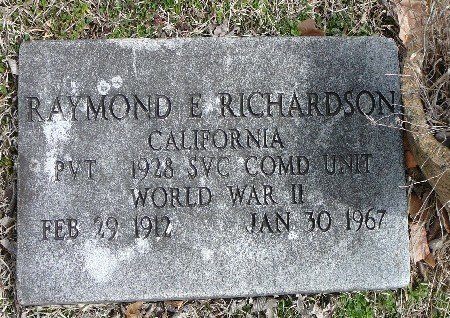 RAYMOND E RICHARDSON
CALIFORNIA
PVT 1928 SVC COMD UNIT
WORLD WAR II
FEB 29 1912 JAN 30 1967